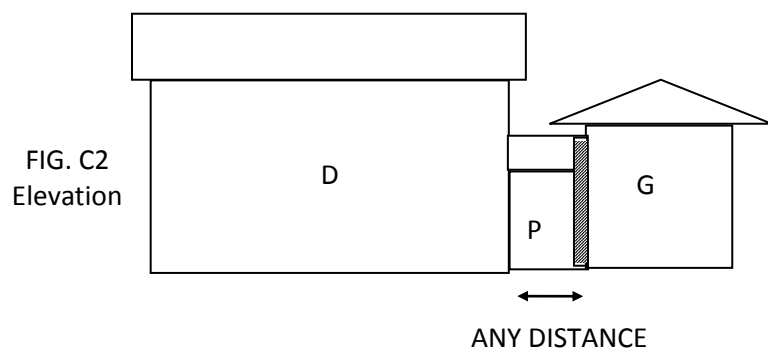 FIG. C2
Elevation
D
P
G
ANY DISTANCE